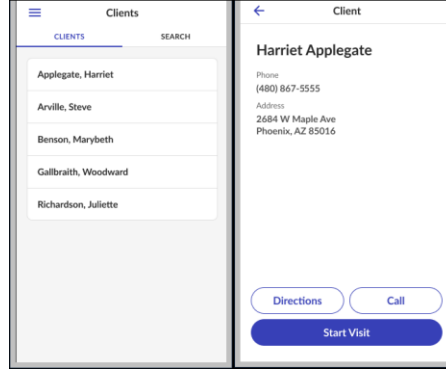 Clients
CLIENTS
SEARCH
Applegate, Harriet
Arville, Steve
Benson, Marybeth
Gallbraith, Woodward
Richardson, Juliette
Client
Harriet Applegate
Phone
(480) 867-5555
Address
2684 W Maple Ave
Phoenix, AZ 85016
Directions
Call
Start Visit